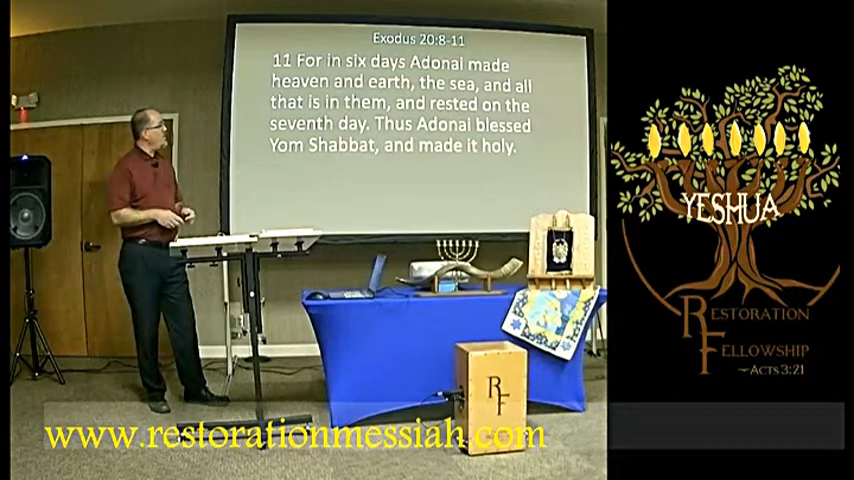 Exodus 20:8-11
11 For in six days Adonai made
heaven and earth, the sea, and all
that is in them, and rested on the
seventh day. Thus Adonai blessed
Yom Shabbat, and made it holy.
YESHUA
RESTORATION
FELLOWSHIP
~ACTS 3:21
RF
www.restorationmessiah.com